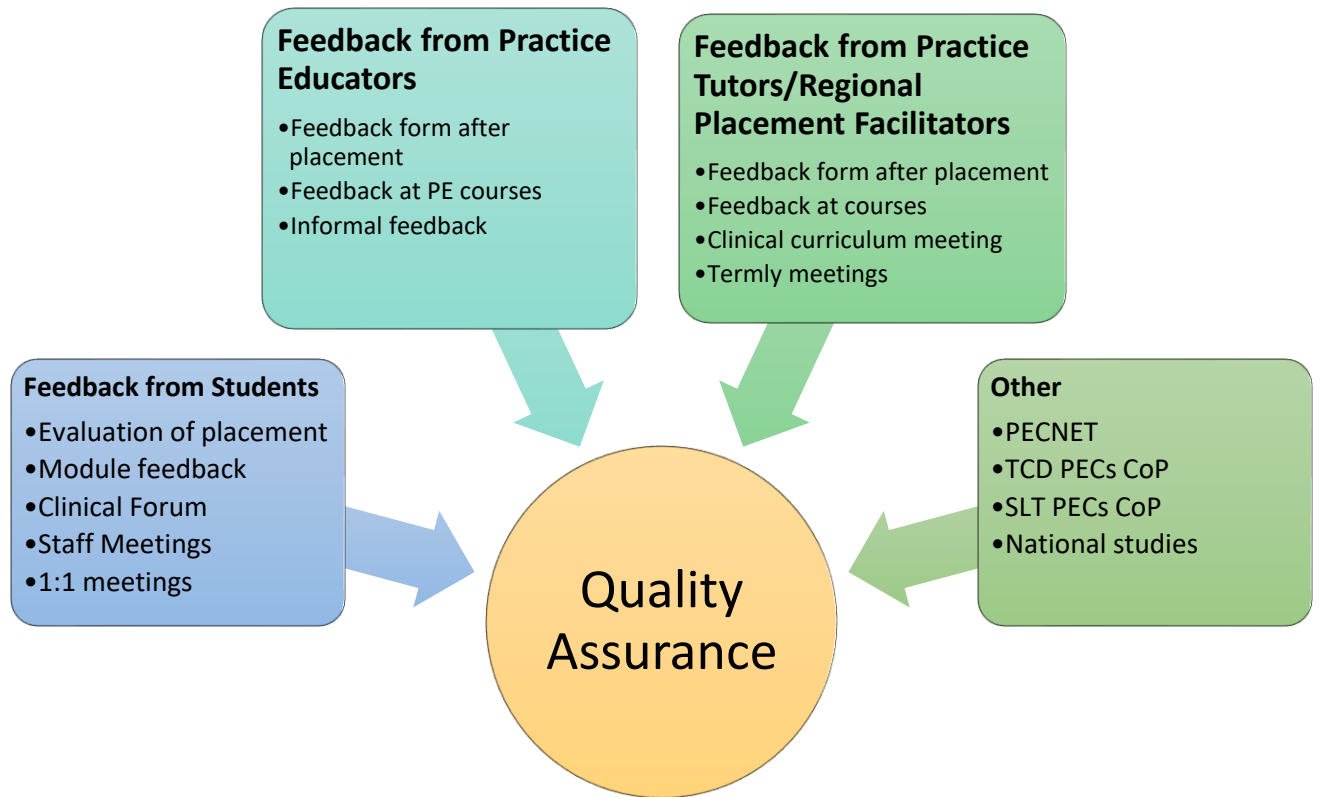 Feedback from Practice
Educators
•Feedback form after
placement
•Feedback at PE courses
•Informal feedback
Feedback from Practice
Tutors/Regional
Placement Facilitators
•Feedback form after placement
•Feedback at courses
•Clinical curriculum meeting
•Termly meetings
Feedback from Students
•Evaluation of placement
•Module feedback
•Clinical Forum
•Staff Meetings
•1:1 meetings
Other
•PECNET
•TCD PECs CoP
•SLT PECs CoP
•National studies
Quality
Assurance